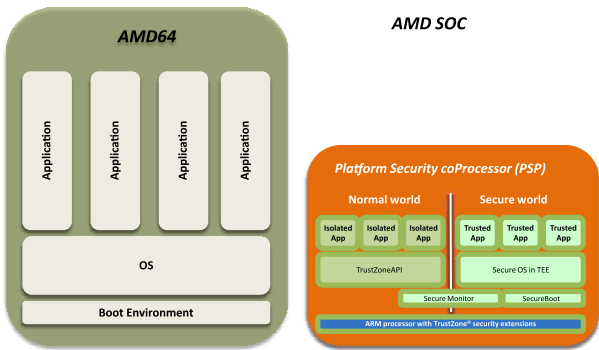 AMD64
AMD SOC
Application
Application
Application
Application
OS
Boot Environment
Platform Security coProcessor (PSP)
Normal world
Secure world
Isolated App
Isolated App
Isolated App
Trusted App
Trusted App
Trusted App
TrustZoneAPI
Secure OS in TEE
Secure Monitor
SecureBoot
ARM processor with TrustZone® security extensions